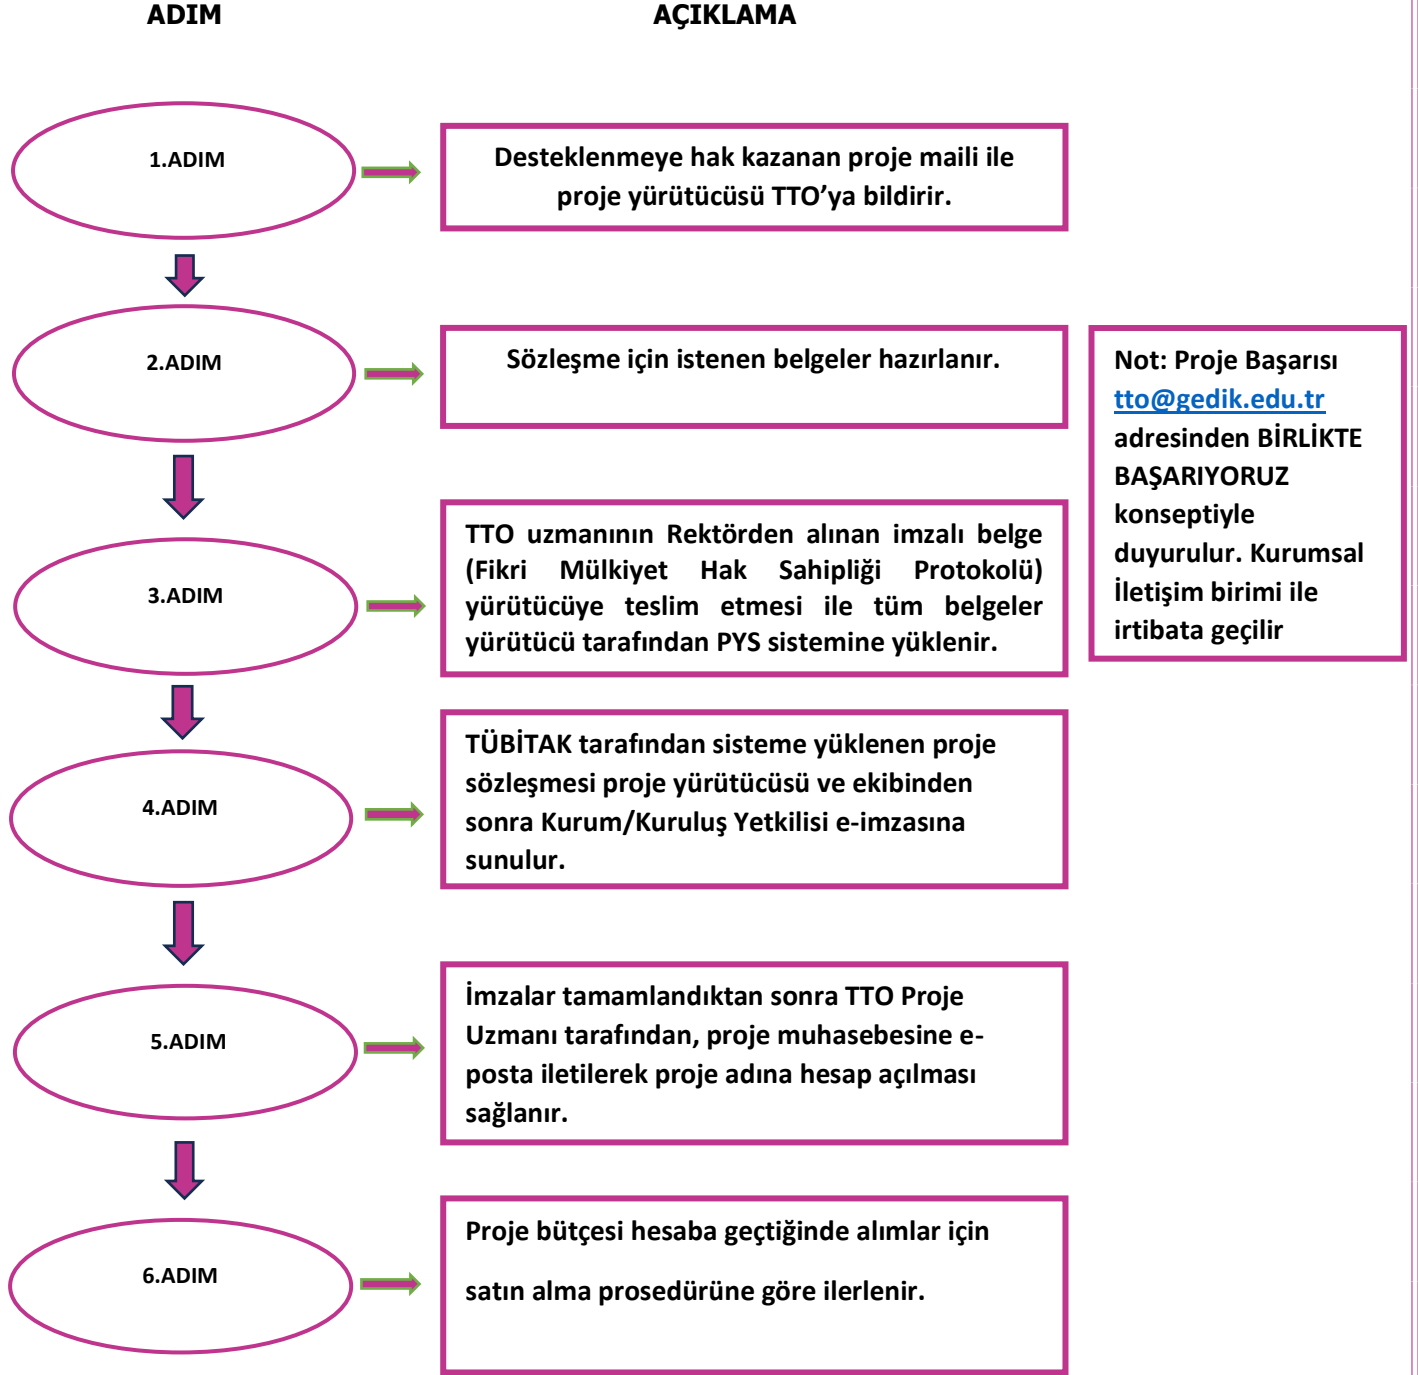 ADIM
AÇIKLAMA
1.ADIM
Desteklenmeye hak kazanan proje maili ile
proje yürütücüsü TTO’ya bildirir.
2.ADIM
Sözleşme için istenen belgeler hazırlanır.
Not: Proje Başarısı
tto@gedik.edu.tr
adresinden BİRLİKTE
BAŞARIYORUZ
konseptiyle
duyurulur. Kurumsal
İletişim birimi ile
irtibata geçilir
3.ADIM
TTO uzmanının Rektörden alınan imzalı belge
(Fikri Mülkiyet Hak Sahipliği Protokolü)
yürütücüye teslim etmesi ile tüm belgeler
yürütücü tarafından PYS sistemine yüklenir.
4.ADIM
TÜBİTAK tarafından sisteme yüklenen proje
sözleşmesi proje yürütücüsü ve ekibinden
sonra Kurum/Kuruluş Yetkilisi e-imzasına
sunulur.
5.ADIM
İmzalar tamamlandıktan sonra TTO Proje
Uzmanı tarafından, proje muhasebesine e-
posta iletilerek proje adına hesap açılması
sağlanır.
6.ADIM
Proje bütçesi hesaba geçtiğinde alımlar için
satın alma prosedürüne göre ilerlenir.